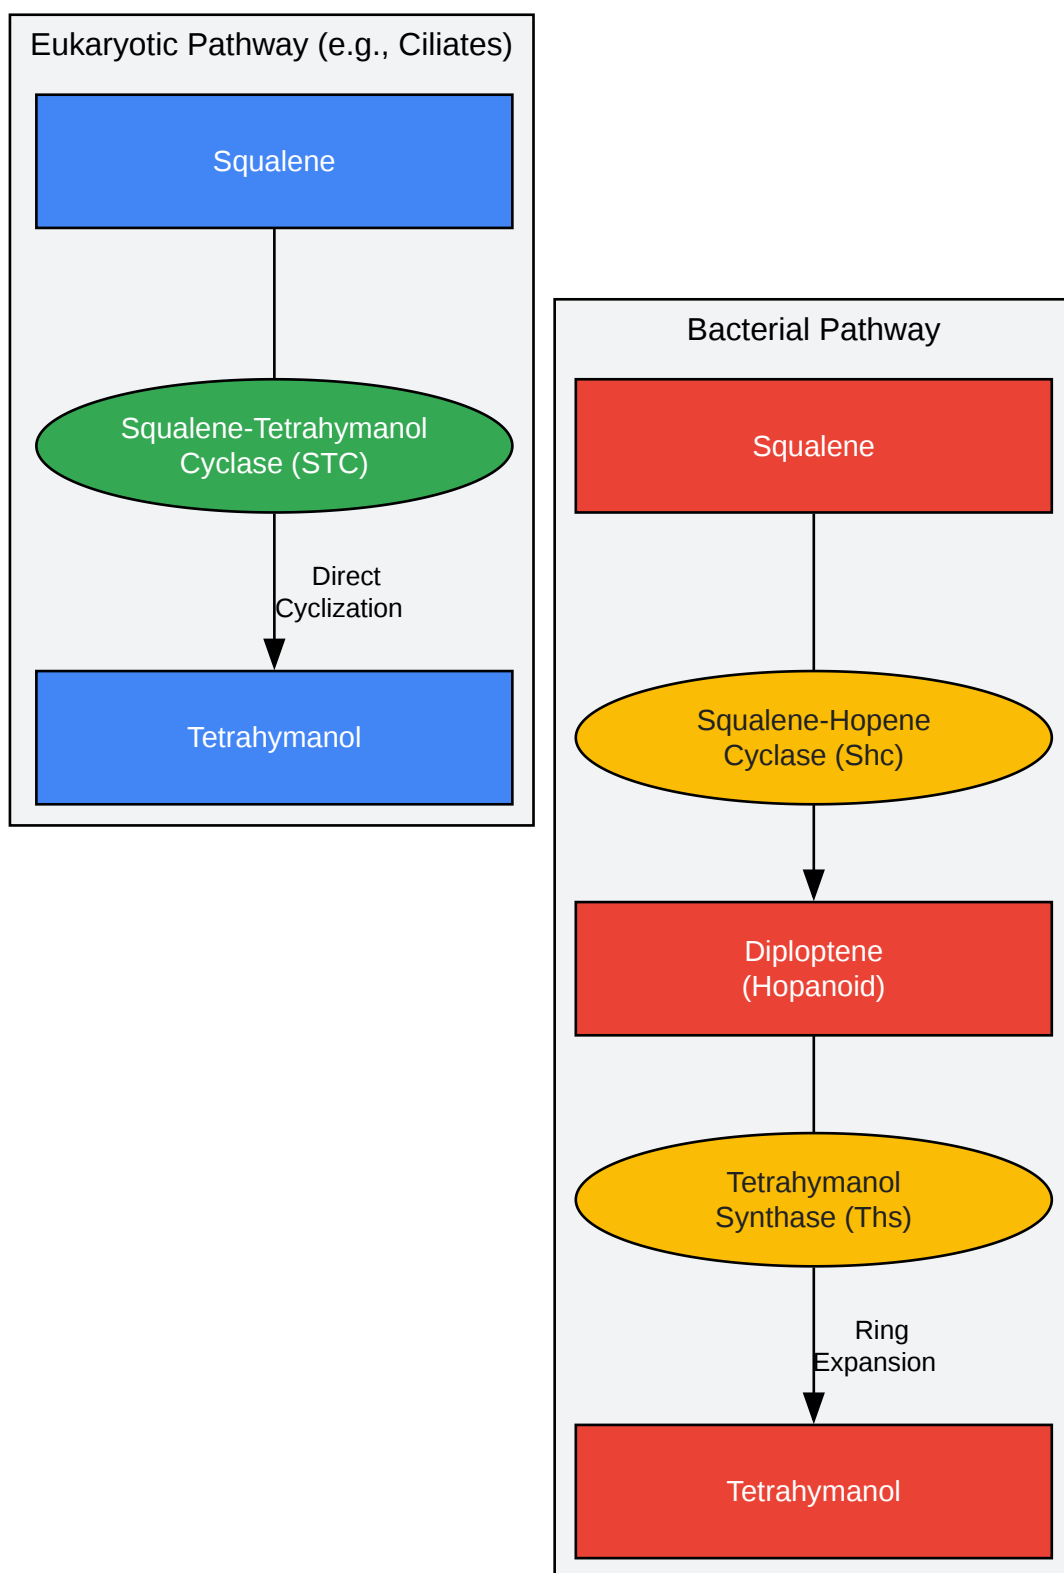 Eukaryotic Pathway (e.g., Ciliates)
Squalene
Squalene-Tetrahymanol
Cyclase (STC)
Direct
Cyclization
Tetrahymanol
Bacterial Pathway
Squalene
Squalene-Hopene
Cyclase (Shc)
Diploptene
(Hopanoid)
Tetrahymanol
Synthase (Ths)
Ring
Expansion
Tetrahymanol